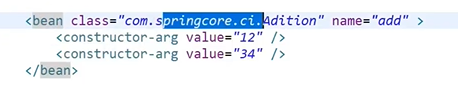 <bean class="com.springcore.ci.Adition" name="add" >
<constructor-arg value="12" />
<constructor-arg value="34" />
</bean>